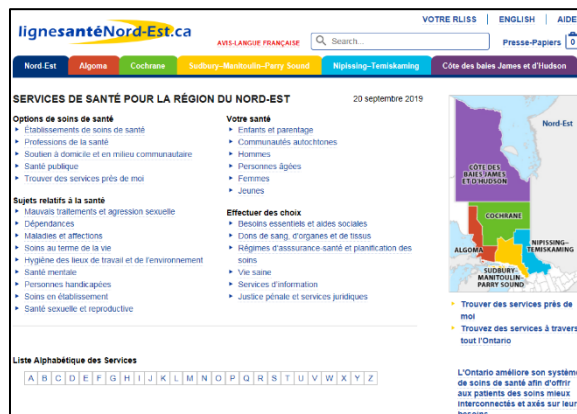 VOTRE RLISS | ENGLISH | AIDE
lignesantéNord-Est.ca
AVIS-LANGUE FRANÇAISE
Search...
Presse-Papiers 0
Nord-Est Algoma Cochrane Sudbury–Manitoulin–Parry Sound Nipissing–Temiskaming Côte des baies James et d'Hudson
SERVICES DE SANTÉ POUR LA RÉGION DU NORD-EST
20 septembre 2019
Options de soins de santé
Établissements de soins de santé
Professions de la santé
Soutien à domicile et en milieu communautaire
Santé publique
Trouver des services près de moi
Sujets relatifs à la santé
Mauvais traitements et agression sexuelle
Dépendances
Maladies et affections
Soins au terme de la vie
Hygiène des lieux de travail et de l'environnement
Santé mentale
Personnes handicapées
Soins en établissement
Santé sexuelle et reproductive
Votre santé
Enfants et parentage
Communautés autochtones
Hommes
Personnes âgées
Femmes
Jeunes
Effectuer des choix
Besoins essentiels et aides sociales
Dons de sang, d'organes et de tissus
Régimes d'asssurance-santé et planification des
soins
Vie saine
Services d'information
Justice pénale et services juridiques
Nord-Est
CÔTE DES
BAIES JAMES
ET D'HUDSON
COCHRANE
ALGOMA
NIPISSING–
TEMISKAMING
SUDBURY–
MANITOULIN–
PARRY SOUND
Trouver des services près de
moi
Trouvez des services à travers
tout l'Ontario
Liste Alphabétique des Services
A B C D E F G H I J K L M N O P Q R S T U V W X Y Z
L'Ontario améliore son système
de soins de santé afin d'offrir
aux patients des soins mieux
interconnectés et axés sur leurs
besoins